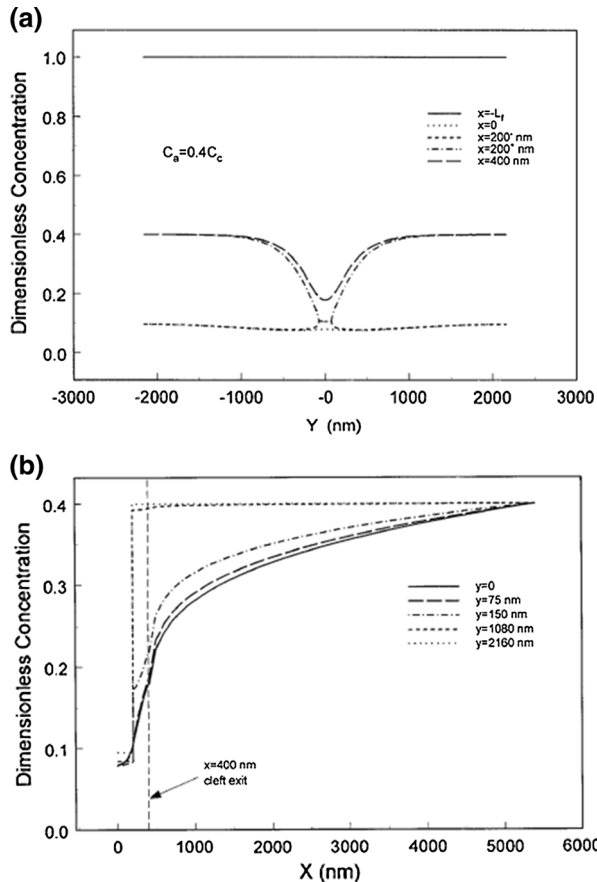 (a)
1.0
0.8
0.6
0.4
0.2
0.0
Dimensionless Concentration
Cₐ=0.4C꜀
x=-Lf
x=0
x=200⁻ nm
x=200⁺ nm
x=400 nm
-3000 -2000 -1000 -0 1000 2000 3000
Y (nm)
(b)
0.4
0.3
0.2
0.1
0.0
Dimensionless Concentration
y=0
y=75 nm
y=150 nm
y=1080 nm
y=2160 nm
x=400 nm
cleft exit
0 1000 2000 3000 4000 5000 6000
X (nm)